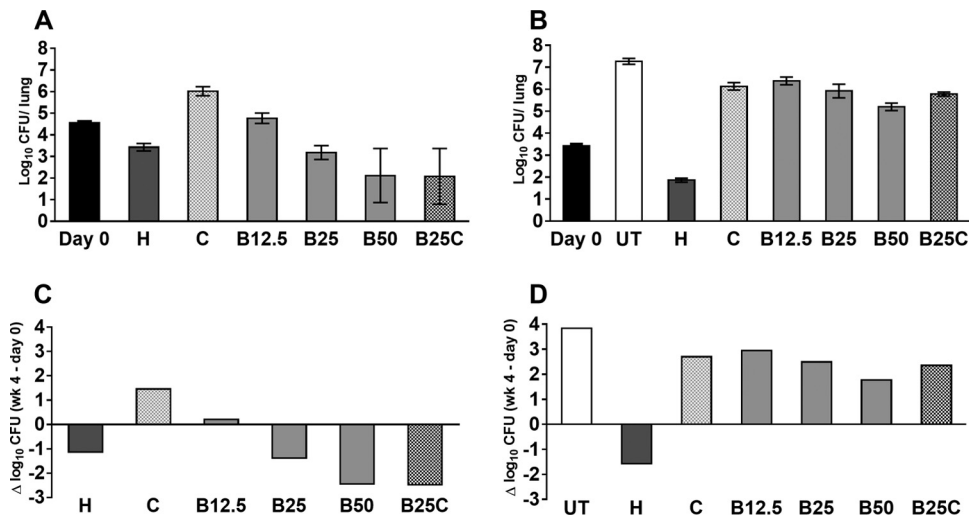 A
Log10 CFU/ lung
8
7
6
5
4
3
2
1
0
Day 0 H C B12.5 B25 B50 B25C
B
Log10 CFU/ lung
8
7
6
5
4
3
2
1
0
Day 0 UT H C B12.5 B25 B50 B25C
C
Δ log10 CFU (wk 4 - day 0)
4
3
2
1
0
-1
-2
-3
H C B12.5 B25 B50 B25C
D
Δ log10 CFU (wk 4 - day 0)
4
3
2
1
0
-1
-2
-3
UT H C B12.5 B25 B50 B25C